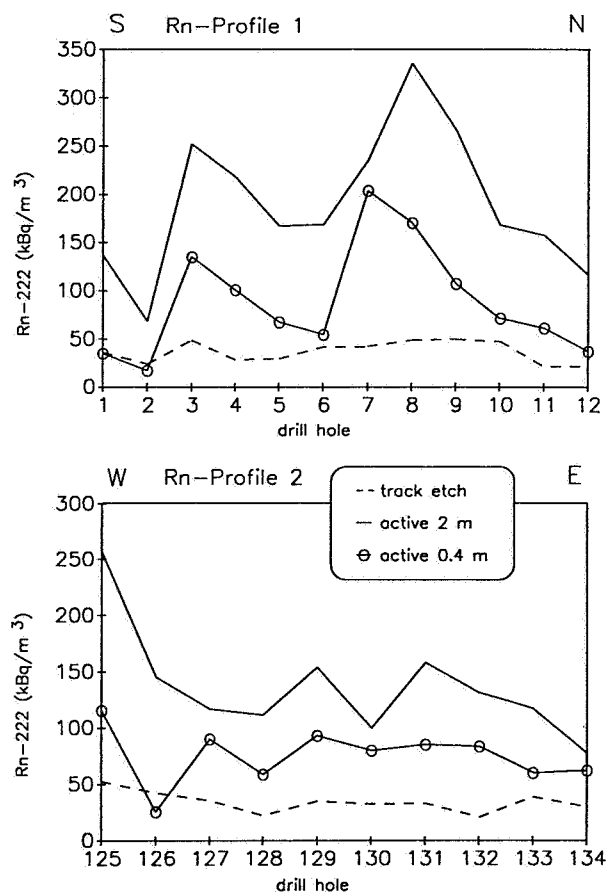 S Rn-Profile 1 N
350
300
250
200
150
100
50
0
Rn-222 (kBq/m³)
1 2 3 4 5 6 7 8 9 10 11 12
drill hole
W Rn-Profile 2 E
300
250
200
150
100
50
0
Rn-222 (kBq/m³)
track etch
active 2 m
active 0.4 m
125 126 127 128 129 130 131 132 133 134
drill hole